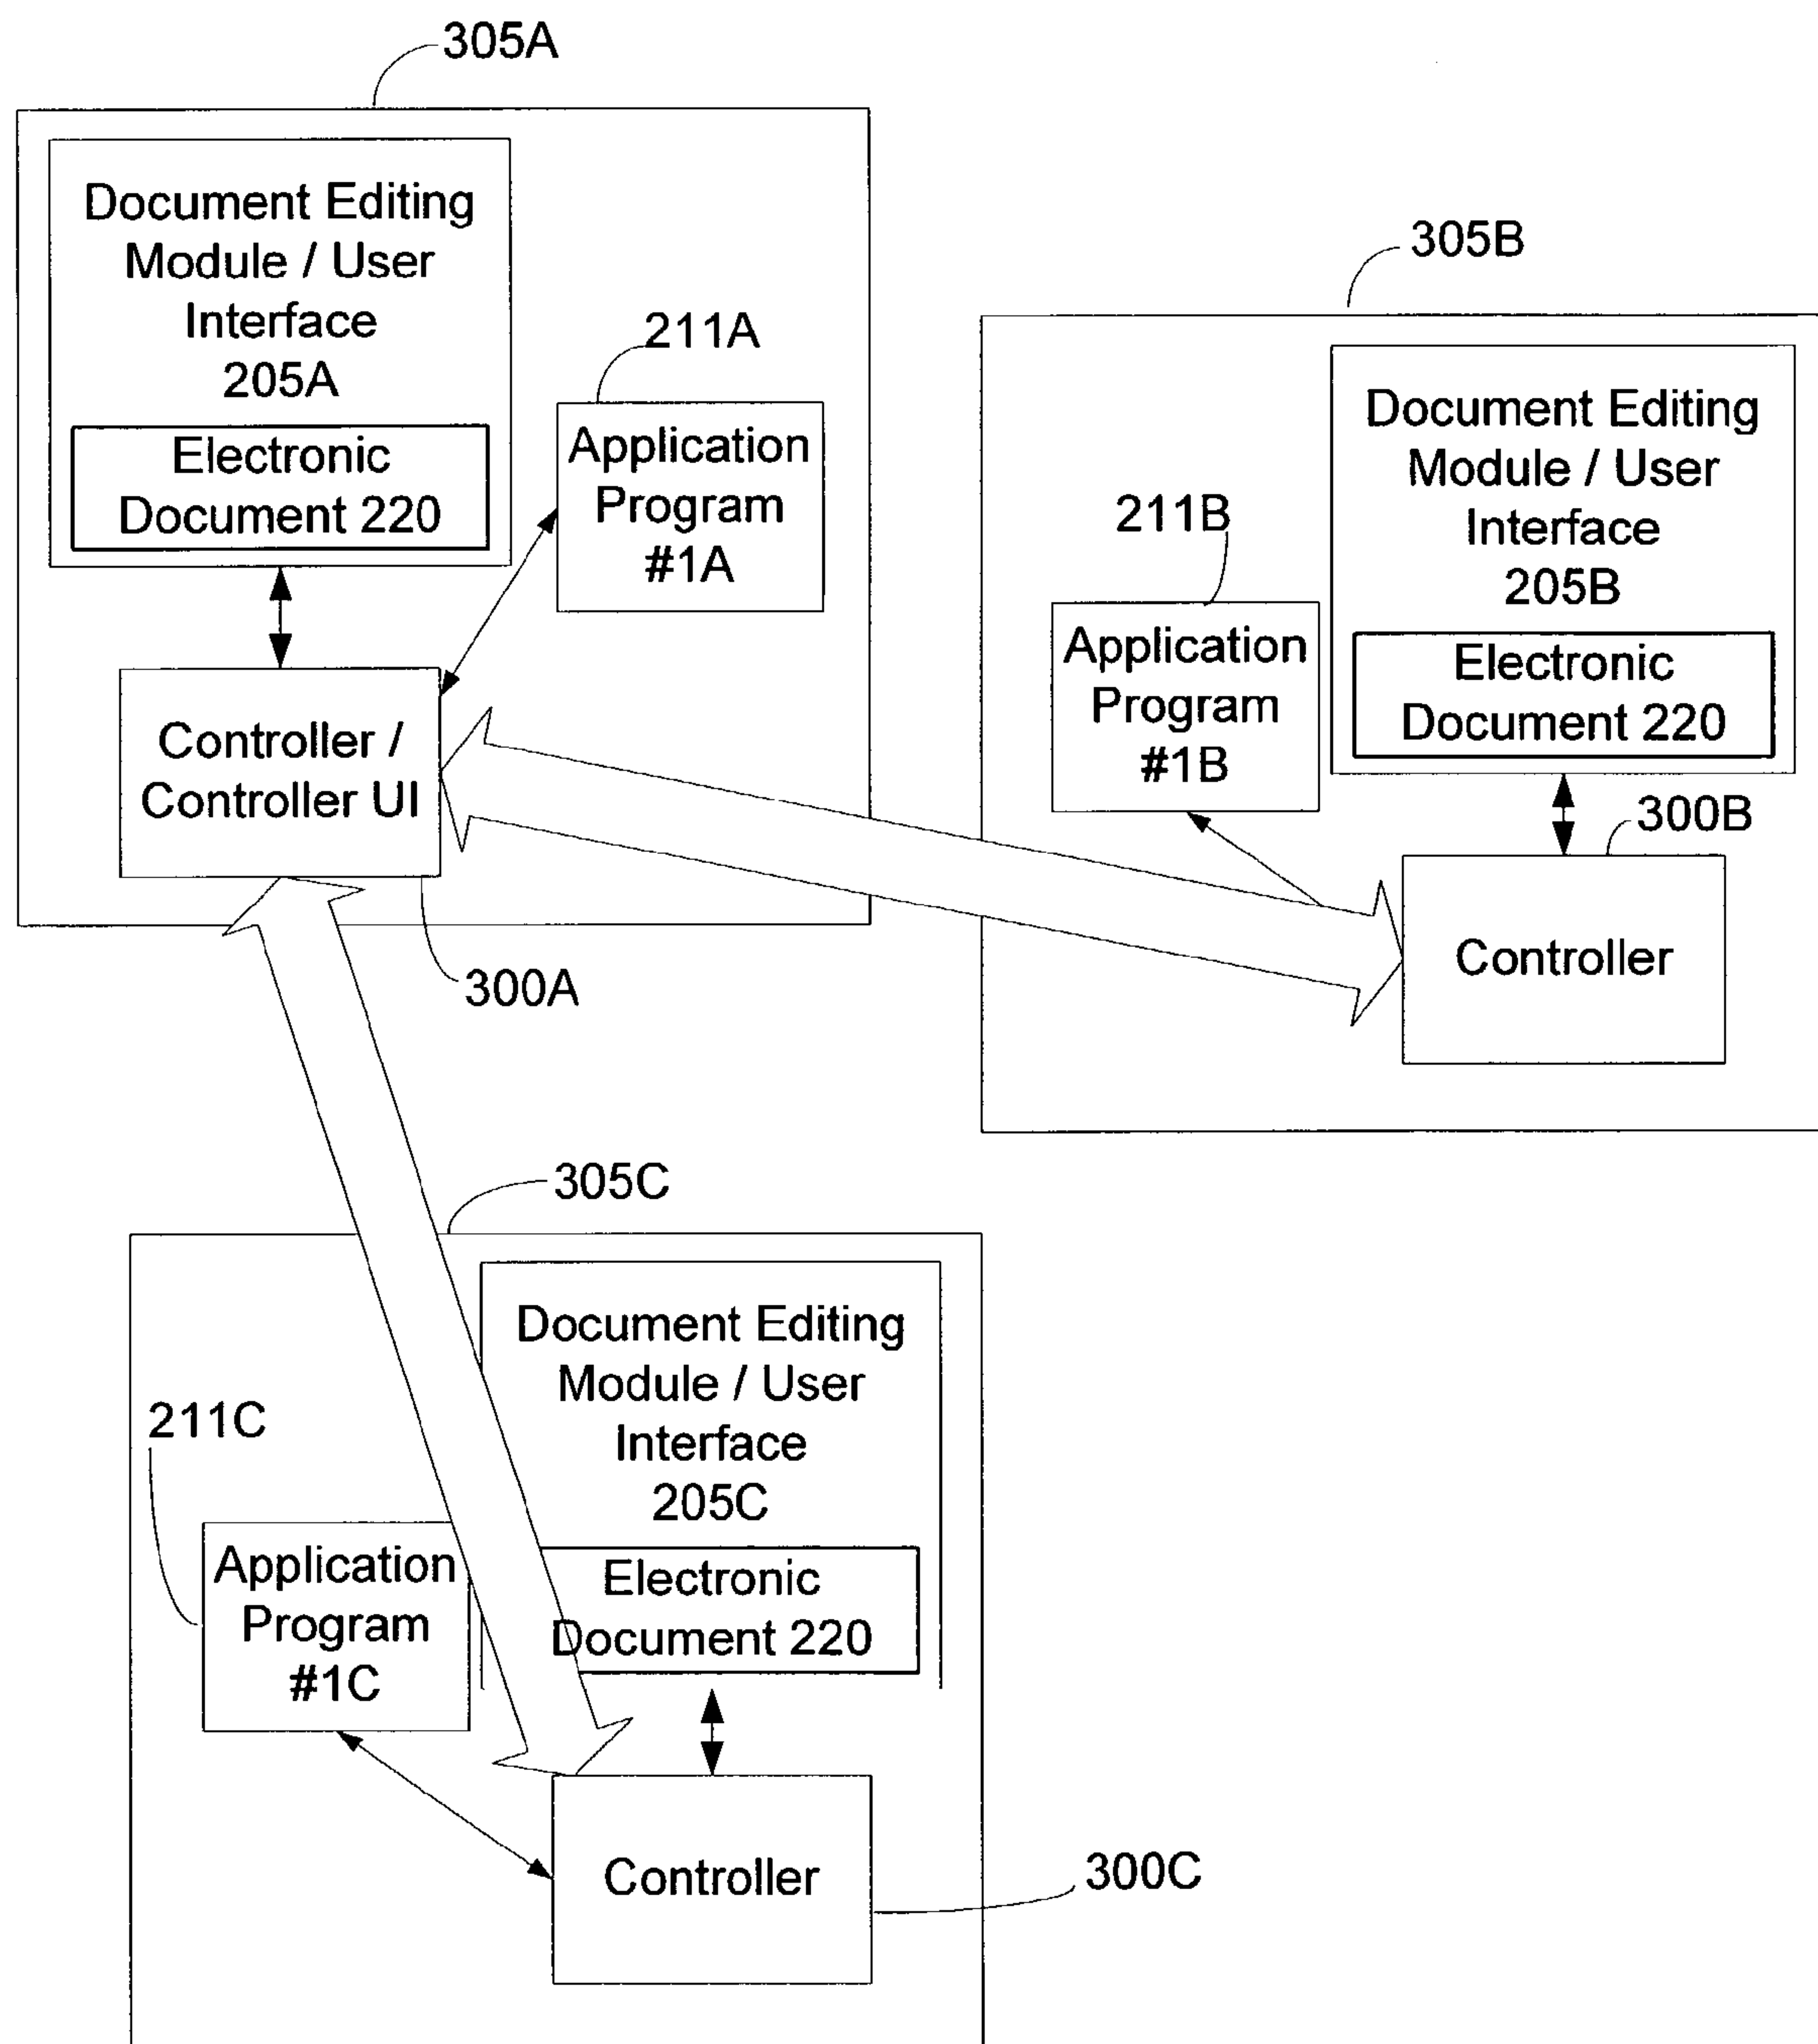 305A
Document Editing
Module / User
Interface
205A
Electronic
Document 220
211A
Application
Program
#1A
Controller /
Controller UI
300A
305B
Document Editing
Module / User
Interface
205B
Electronic
Document 220
211B
Application
Program
#1B
300B
Controller
305C
Document Editing
Module / User
Interface
205C
Electronic
Document 220
211C
Application
Program
#1C
Controller
300C